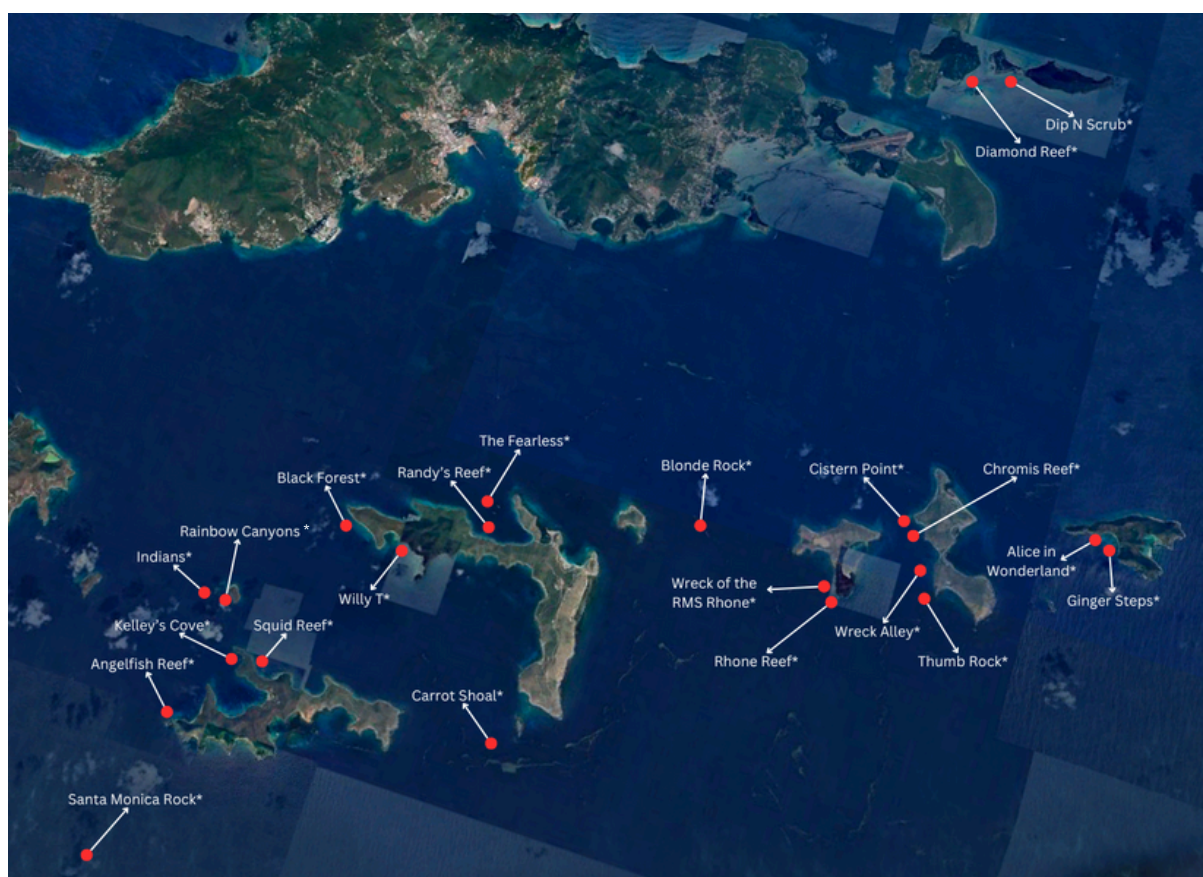 Dip N Scrub*
Diamond Reef*
The Fearless*
Randy's Reef*
Black Forest*
Blonde Rock*
Cistern Point*
Chromis Reef*
Rainbow Canyons *
Indians*
Willy T*
Alice in
Wonderland*
Ginger Steps*
Wreck of the
RMS Rhone*
Kelley's Cove*
Squid Reef*
Wreck Alley*
Rhone Reef*
Thumb Rock*
Angelfish Reef*
Carrot Shoal*
Santa Monica Rock*